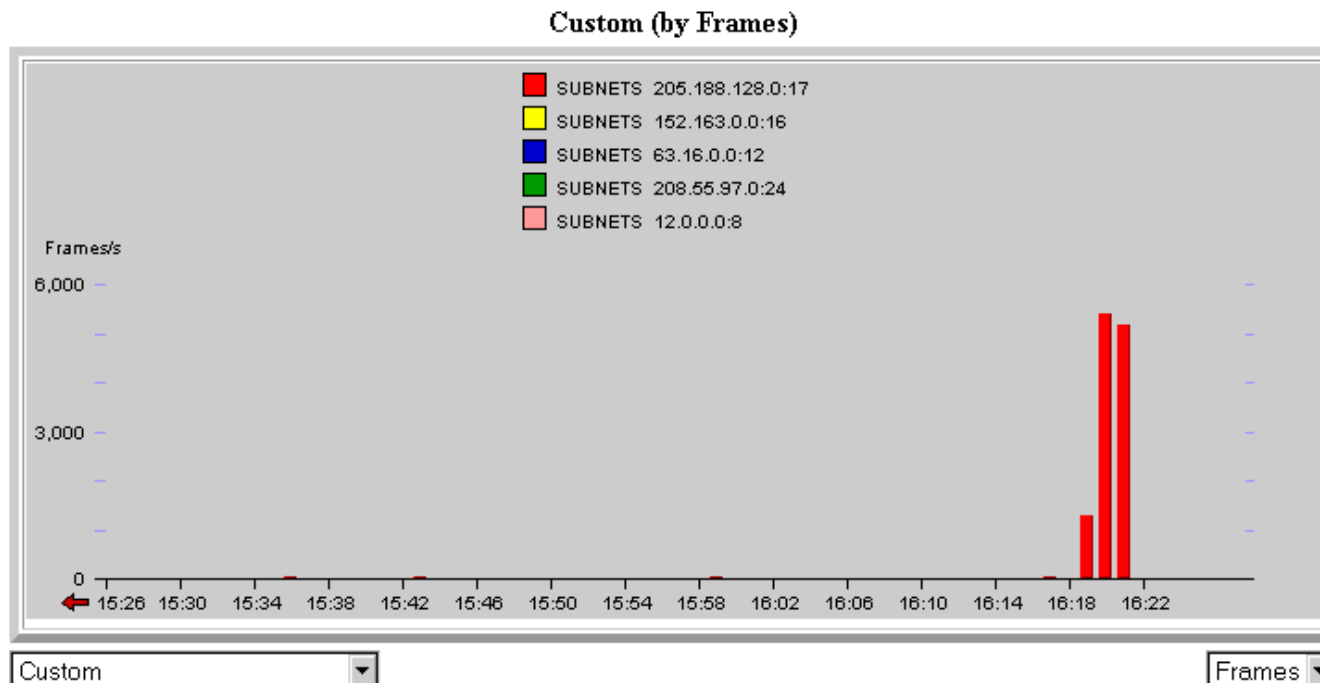 Custom (by Frames)
SUBNETS 205.188.128.0:17
SUBNETS 152.163.0.0:16
SUBNETS 63.16.0.0:12
SUBNETS 208.55.97.0:24
SUBNETS 12.0.0.0:8
Frames/s
6,000
3,000
0
15:26 15:30 15:34 15:38 15:42 15:46 15:50 15:54 15:58 16:02 16:06 16:10 16:14 16:18 16:22
Custom Frames